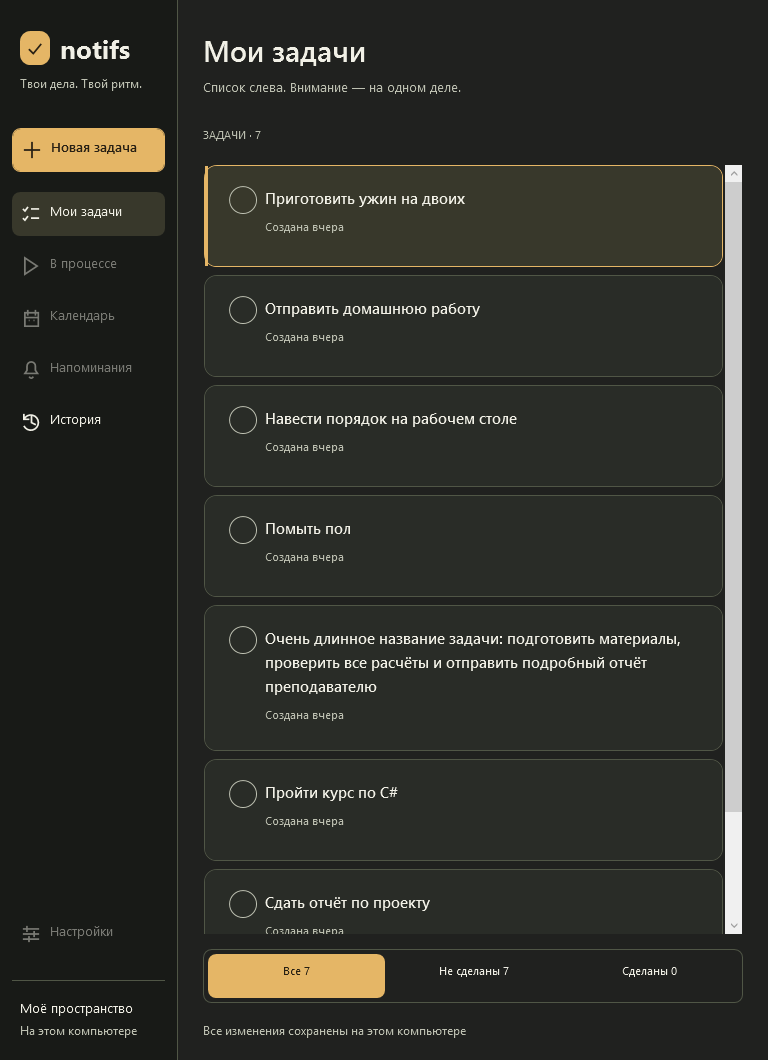 notifs
Твои дела. Твой ритм.
Новая задача
Мои задачи
В процессе
Календарь
Напоминания
История
Настройки
Моё пространство
На этом компьютере
Мои задачи
Список слева. Внимание — на одном деле.
ЗАДАЧИ · 7
Приготовить ужин на двоих
Создана вчера
Отправить домашнюю работу
Создана вчера
Навести порядок на рабочем столе
Создана вчера
Помыть пол
Создана вчера
Очень длинное название задачи: подготовить материалы,
проверить все расчёты и отправить подробный отчёт
преподавателю
Создана вчера
Пройти курс по C#
Создана вчера
Сдать отчёт по проекту
Создана вчера
Все 7
Не сделаны 7
Сделаны 0
Все изменения сохранены на этом компьютере